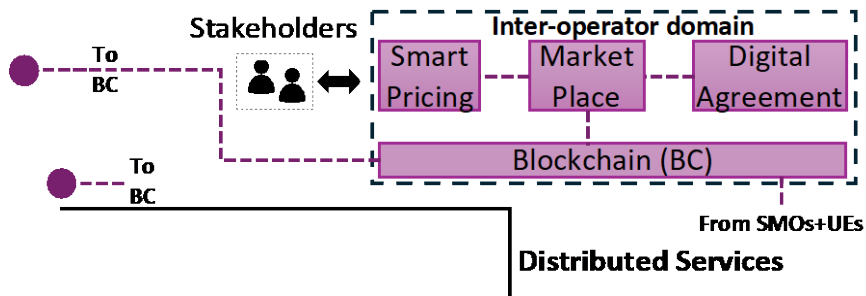 Stakeholders
Inter-operator domain
To
BC
Smart
Pricing
Market
Place
Digital
Agreement
Blockchain (BC)
To
BC
From SMOs+UEs
Distributed Services